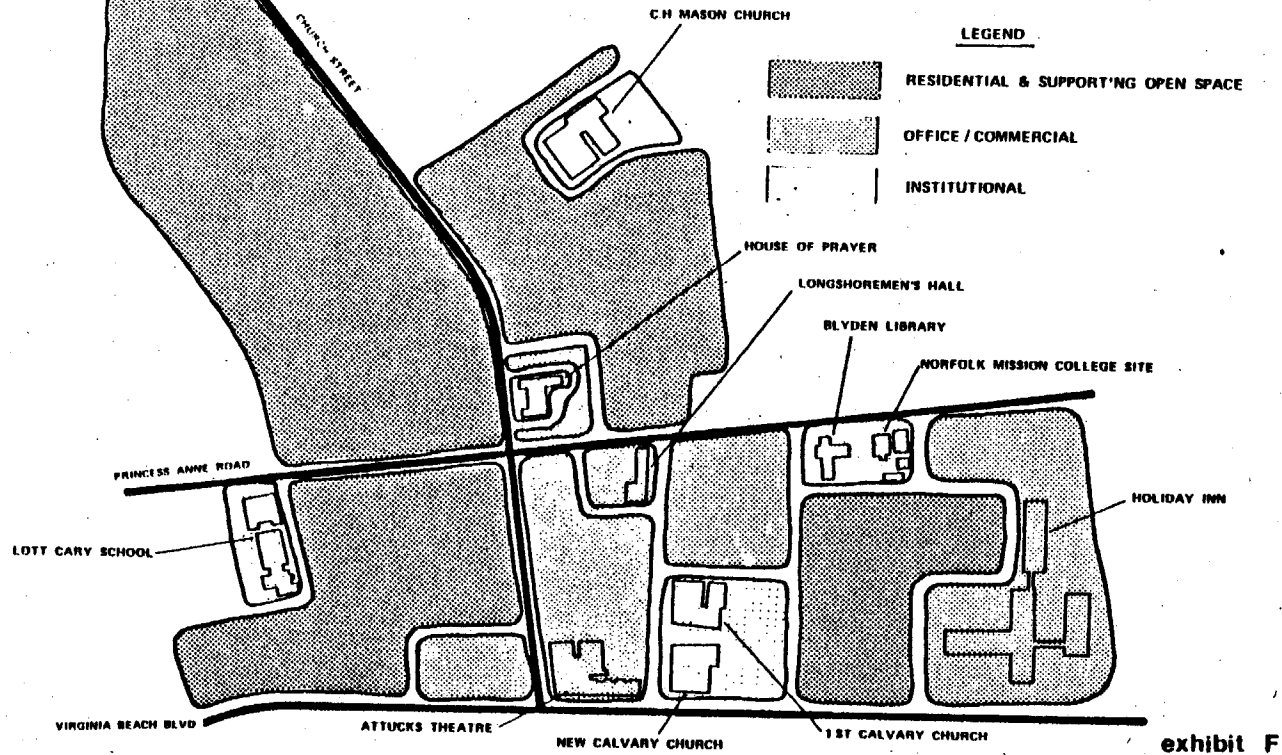 C.H MASON CHURCH
LEGEND
CHURCH STREET
RESIDENTIAL & SUPPORT'NG OPEN SPACE
OFFICE / COMMERCIAL
INSTITUTIONAL
HOUSE OF PRAYER
LONGSHOREMEN'S HALL
BLYDEN LIBRARY
NORFOLK MISSION COLLEGE SITE
PRINCESS ANNE ROAD
HOLIDAY INN
LOTT CARY SCHOOL
VIRGINIA BEACH BLVD
ATTUCKS THEATRE
NEW CALVARY CHURCH
1ST CALVARY CHURCH
exhibit F